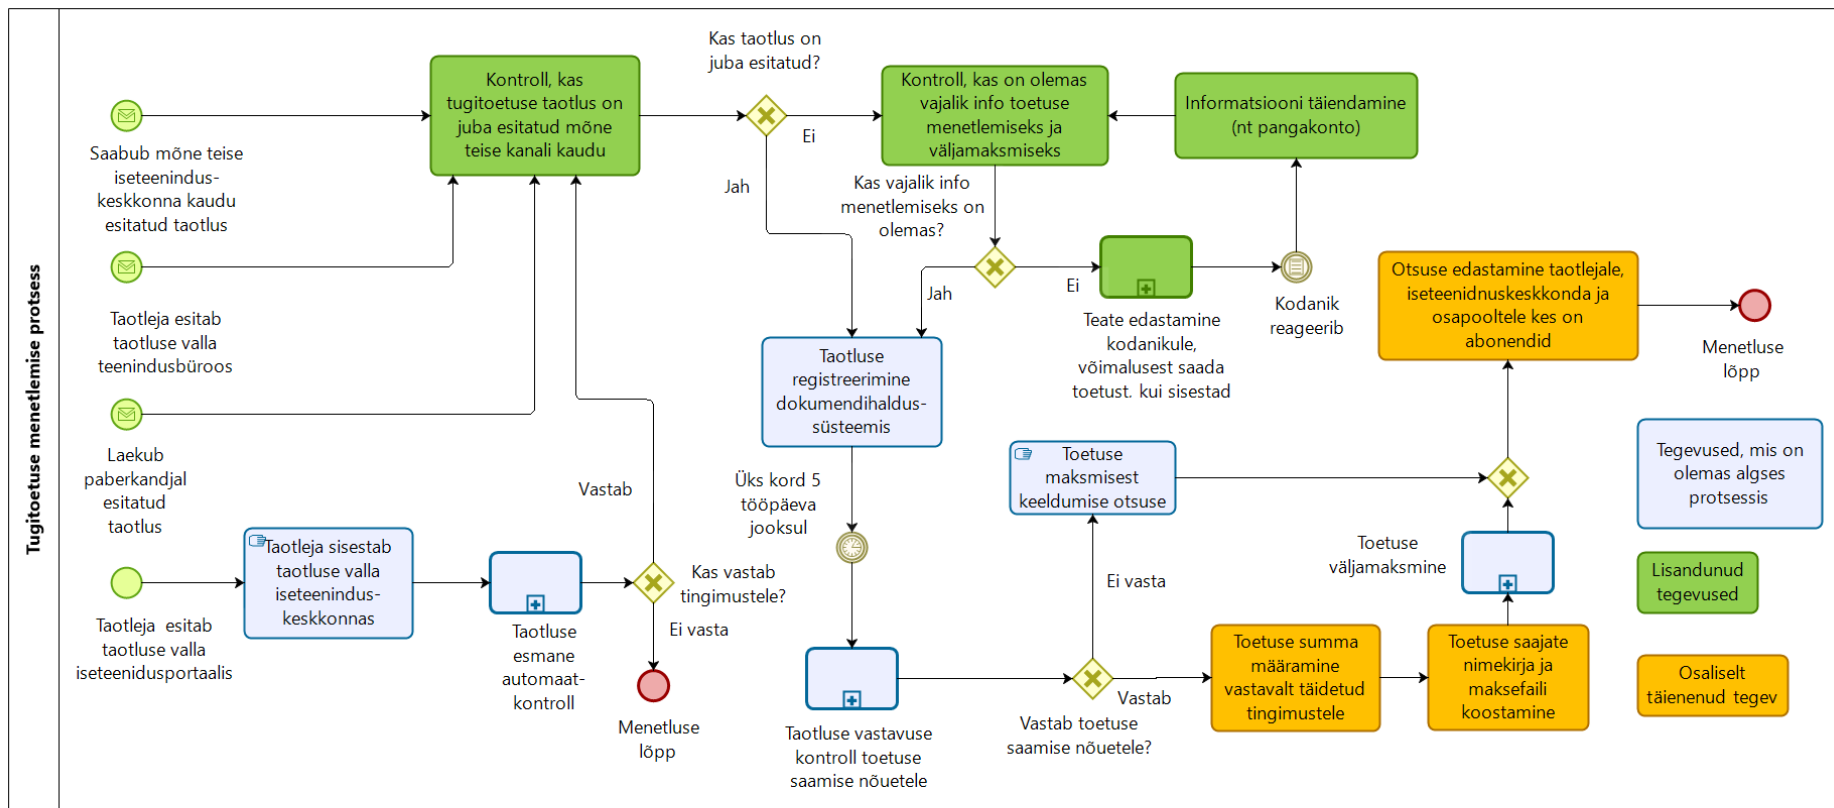 Tugitoetuse menetlemise protsess
Saabub mõne teise
iseteenindus-
keskkonna kaudu
esitatud taotlus
Taotleja esitab
taotluse valla
teenindusbüroos
Laekub
paberkandjal
esitatud
taotlus
Taotleja esitab
taotluse valla
iseteenidusportaalis
Taotleja sisestab
taotluse valla
iseteenindus-
keskkonnas
Taotluse
esmane
automaat-
kontroll
Kas vastab
tingimustele?
Vastab
Ei vasta
Menetluse
lõpp
Kontroll, kas
tugitoetuse taotlus on
juba esitatud mõne
teise kanali kaudu
Kas taotlus on
juba esitatud?
Ei
Jah
Kontroll, kas on olemas
vajalik info toetuse
menetlemiseks ja
väljamaksmiseks
Kas vajalik info
menetlemiseks on
olemas?
Jah
Ei
Teate edastamine
kodanikule,
võimalusest saada
toetust. kui sisestad
Kodanik
reageerib
Informatsiooni täiendamine
(nt pangakonto)
Taotluse
registreerimine
dokumendihaldus-
süsteemis
Üks kord 5
tööpäeva
jooksul
Taotluse vastavuse
kontroll toetuse
saamise nõuetele
Vastab toetuse
saamise nõuetele?
Ei vasta
Vastab
Toetuse
maksmisest
keeldumise otsuse
Toetuse summa
määramine
vastavalt täidetud
tingimustele
Toetuse saajate
nimekirja ja
maksefaili
koostamine
Toetuse
väljamaksmine
Otsuse edastamine taotlejale,
iseteenidnuskeskkonda ja
osapooltele kes on
abonendid
Menetluse
lõpp
Tegevused, mis on
olemas algses
protsessis
Lisandunud
tegevused
Osaliselt
täienenud tegev